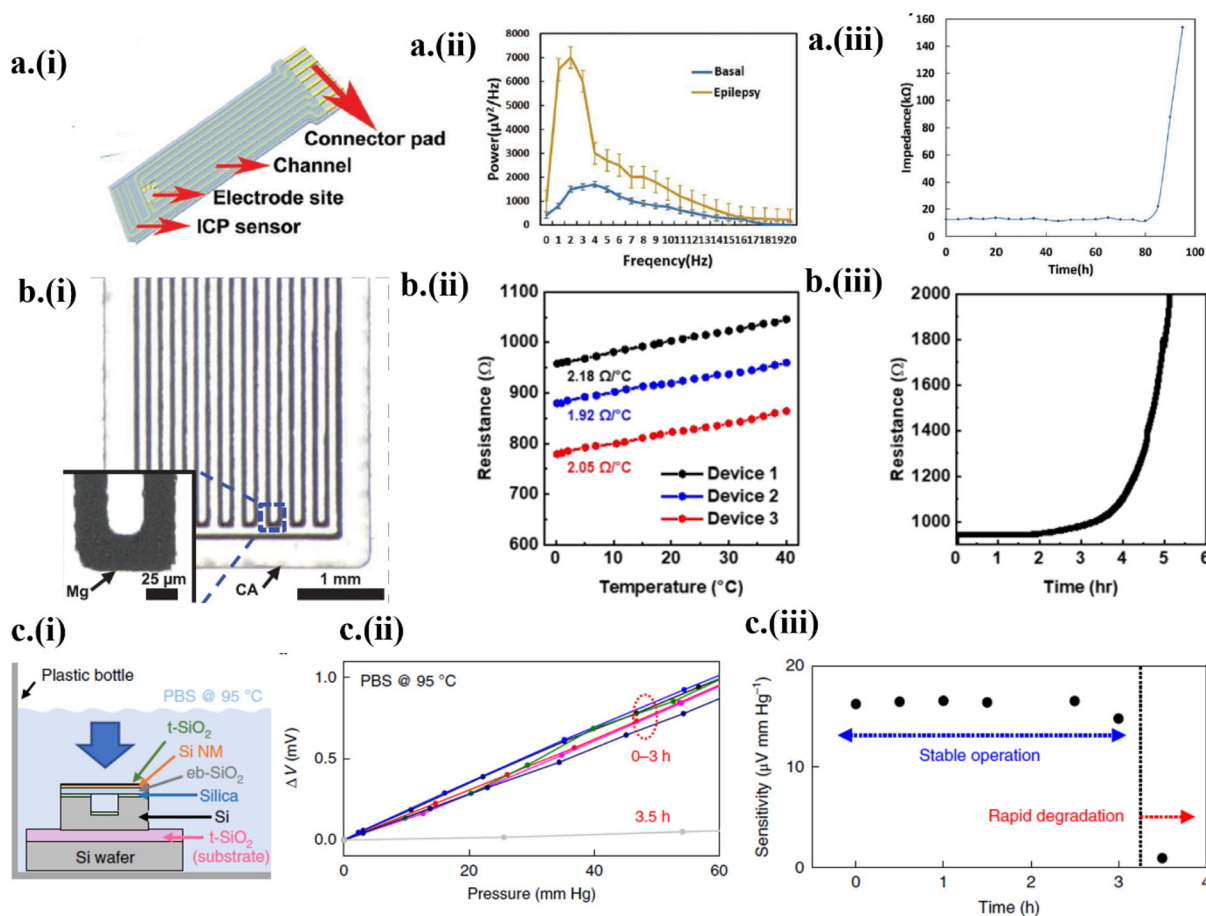 a.(i)
Connector pad
Channel
Electrode site
ICP sensor
a.(ii)
Power(µV²/Hz)
8000
7000
6000
5000
4000
3000
2000
1000
0
Basal
Epilepsy
0 1 2 3 4 5 6 7 8 9 10 11 12 13 14 15 16 17 18 19 20
Freqency(Hz)
a.(iii)
Impedance(kΩ)
160
140
120
100
80
60
40
20
0
0 20 40 60 80 100
Time(h)
b.(i)
Mg
25 µm
CA
1 mm
b.(ii)
Resistance (Ω)
1100
1000
900
800
700
600
2.18 Ω/°C
1.92 Ω/°C
2.05 Ω/°C
Device 1
Device 2
Device 3
0 10 20 30 40
Temperature (°C)
b.(iii)
Resistance (Ω)
2000
1800
1600
1400
1200
1000
0 1 2 3 4 5 6
Time (hr)
c.(i)
Plastic bottle
PBS @ 95 °C
t-SiO₂
Si NM
eb-SiO₂
Silica
Si
t-SiO₂
(substrate)
Si wafer
c.(ii)
PBS @ 95 °C
Δ V (mV)
1.0
0.5
0.0
0–3 h
3.5 h
0 20 40 60
Pressure (mm Hg)
c.(iii)
Sensitivity (µV mm Hg⁻¹)
20
10
0
Stable operation
Rapid degradation
0 1 2 3 4
Time (h)